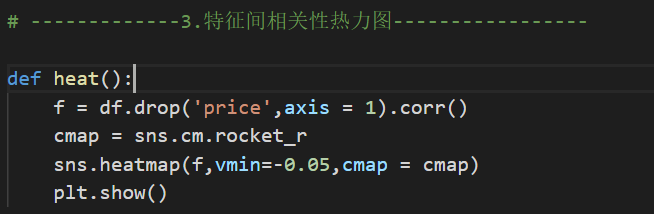 # -------------3.特征间相关性热力图-----------------
def heat():
    f = df.drop('price',axis = 1).corr()
    cmap = sns.cm.rocket_r
    sns.heatmap(f,vmin=-0.05,cmap = cmap)
    plt.show()